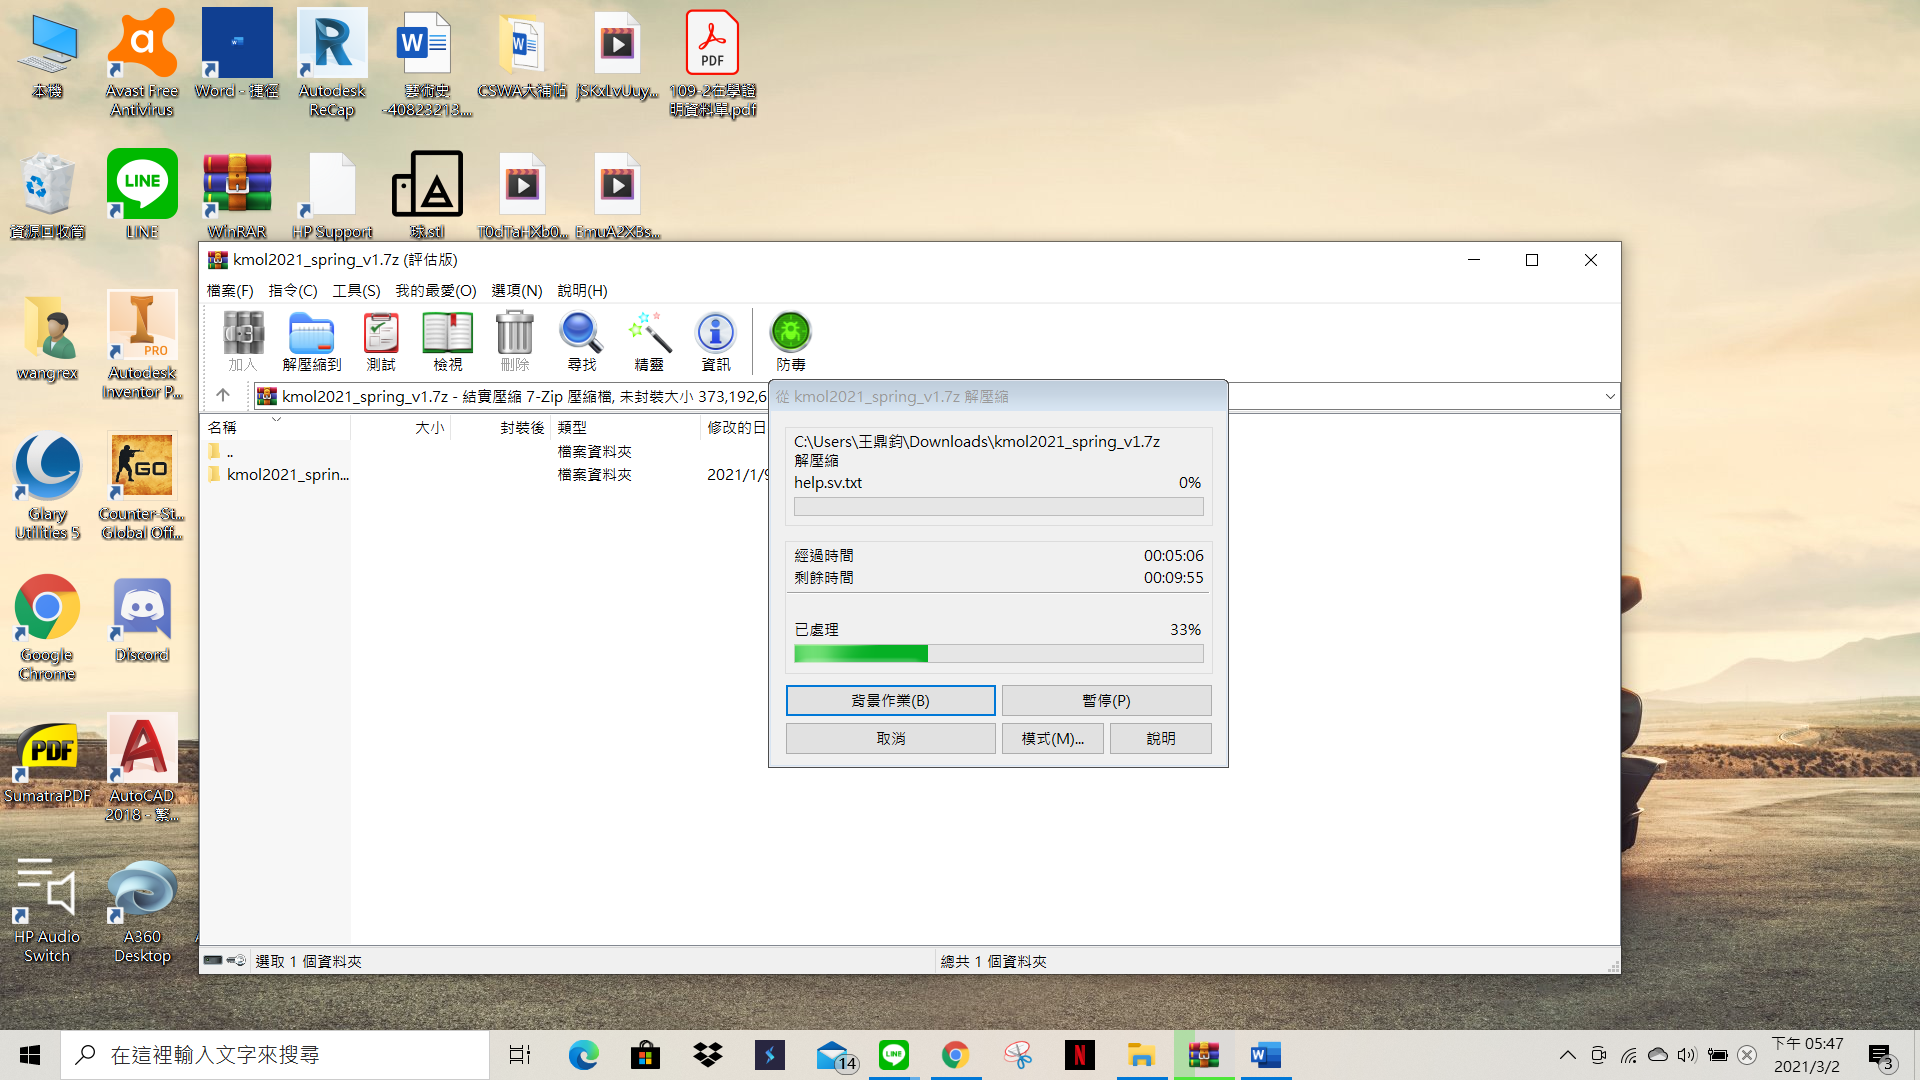 本機
Avast Free
Antivirus
Word - 捷徑
Autodesk
ReCap
藝術史
-40823213....
CSWA大補帖
jSKxLvUuy...
109-2在學證
明資料單.pdf
PDF
資源回收筒
LINE
LINE
WinRAR
HP Support
球.stl
T0dTaHXb0...
EmuA2XBs...
wangrex
PRO
Autodesk
Inventor P...
Glary
Utilities 5
GO
Counter-St...
Global Off...
Google
Chrome
Discord
PDF
SumatraPDF
AutoCAD
2018 - 繁...
HP Audio
Switch
A360
Desktop
kmol2021_spring_v1.7z (評估版)
檔案(F) 指令(C) 工具(S) 我的最愛(O) 選項(N) 說明(H)
加入 解壓縮到 測試 檢視 刪除 尋找 精靈 資訊 防毒
kmol2021_spring_v1.7z - 結實壓縮 7-Zip 壓縮檔, 未封裝大小 373,192,6
名稱 大小 封裝後 類型 修改的日
.. 檔案資料夾
kmol2021_sprin... 檔案資料夾 2021/1/9
選取 1 個資料夾
總共 1 個資料夾
從 kmol2021_spring_v1.7z 解壓縮
C:\Users\王鼎鈞\Downloads\kmol2021_spring_v1.7z
解壓縮
help.sv.txt 0%
經過時間 00:05:06
剩餘時間 00:09:55
已處理 33%
背景作業(B) 暫停(P)
取消 模式(M)... 說明
在這裡輸入文字來搜尋
14
下午 05:47
2021/3/2
3